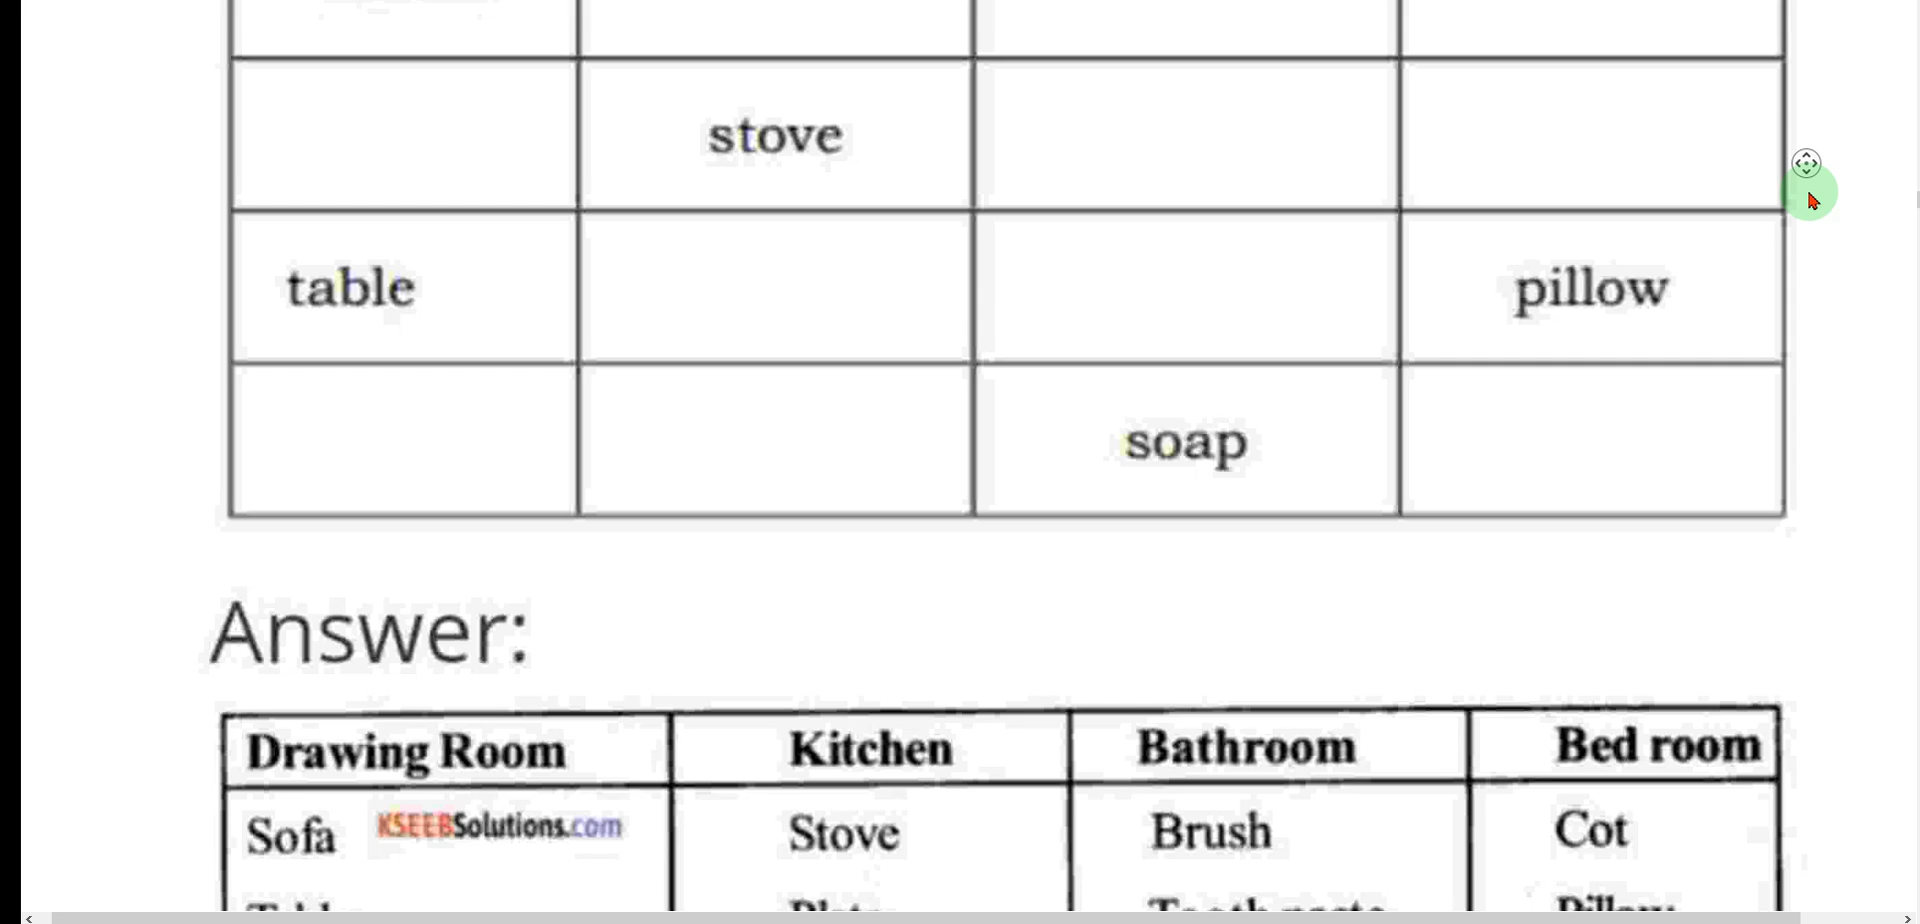 stove
table pillow
soap
Answer:
Drawing Room Kitchen Bathroom Bed room
Sofa KSEEBSolutions.com Stove Brush Cot